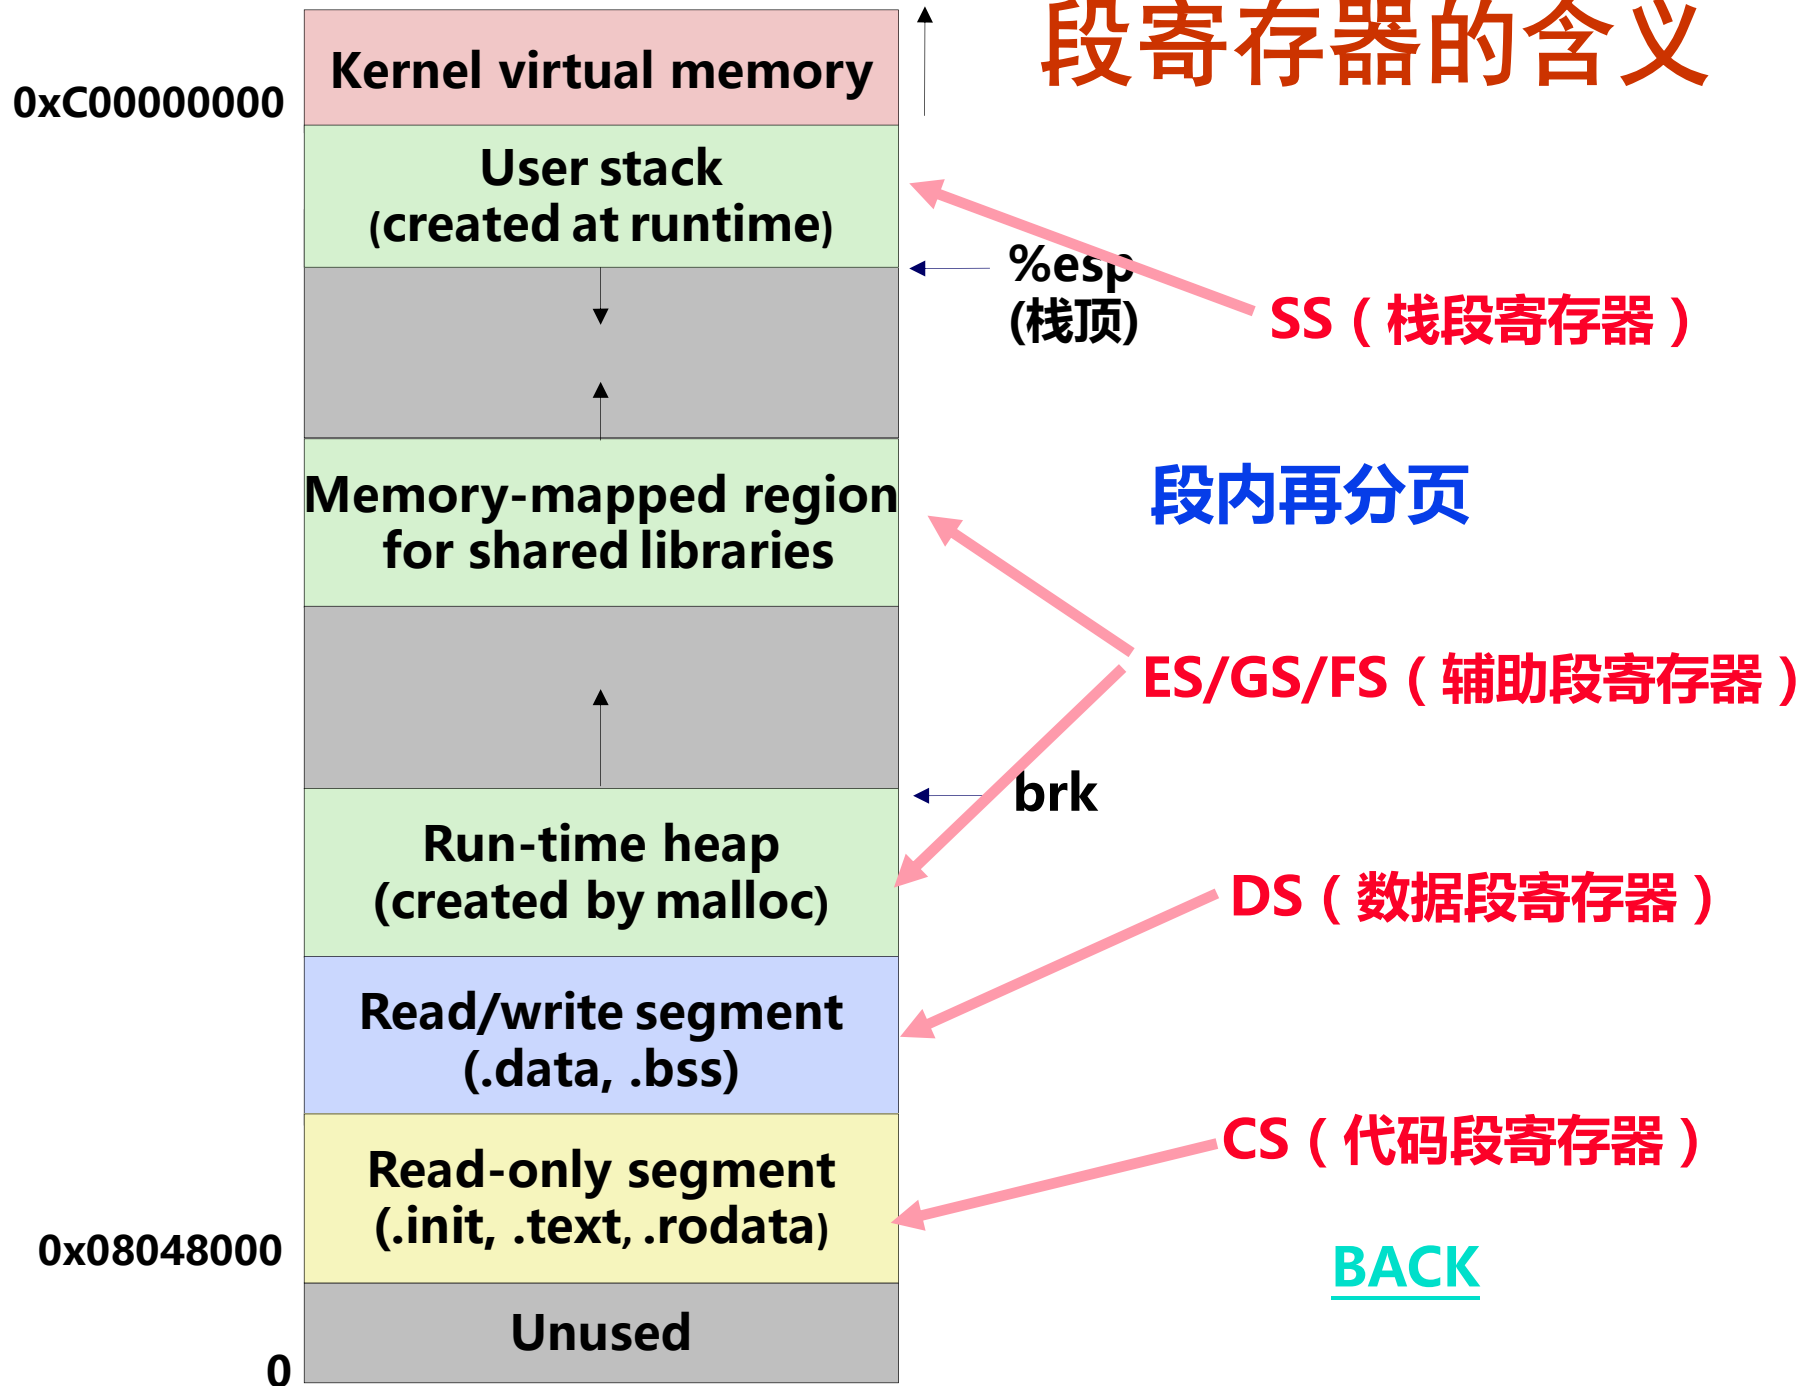 段寄存器的含义
Kernel virtual memory
0xC00000000
User stack
(created at runtime)
%esp
(栈顶)
SS（栈段寄存器）
Memory-mapped region
for shared libraries
段内再分页
ES/GS/FS（辅助段寄存器）
brk
Run-time heap
(created by malloc)
DS（数据段寄存器）
Read/write segment
(.data, .bss)
CS（代码段寄存器）
Read-only segment
(.init, .text, .rodata)
0x08048000
BACK
Unused
0